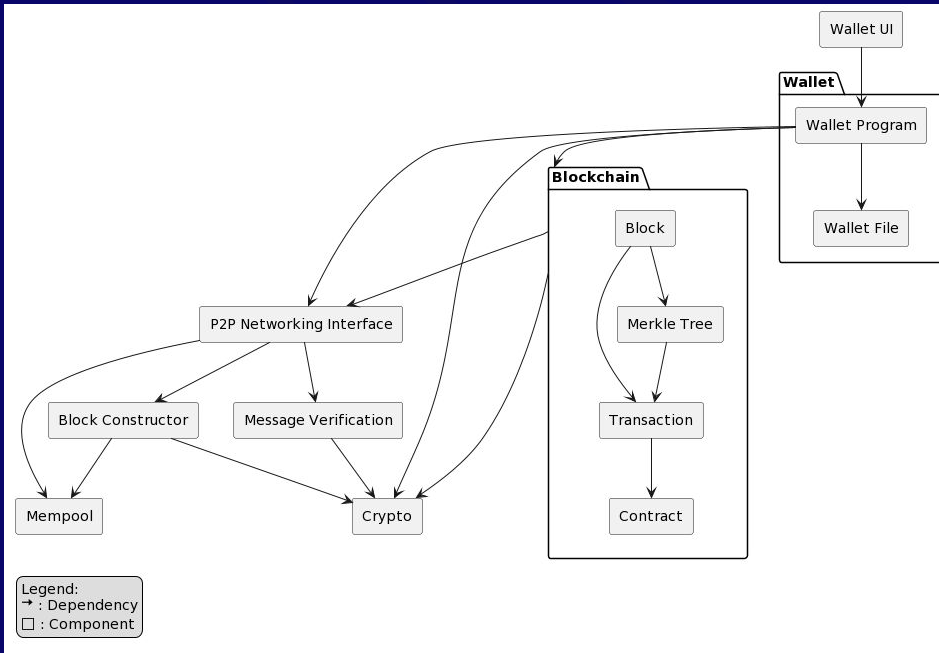 Wallet UI
Wallet
Wallet Program
Wallet File
Blockchain
Block
Merkle Tree
Transaction
Contract
P2P Networking Interface
Block Constructor
Message Verification
Mempool
Crypto
Legend:
➞ : Dependency
□ : Component